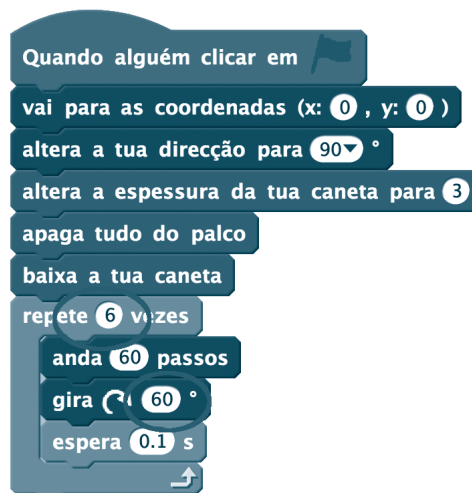 Quando alguém clicar em
vai para as coordenadas (x: 0 , y: 0 )
altera a tua direcção para 90 °
altera a espessura da tua caneta para 3
apaga tudo do palco
baixa a tua caneta
repete 6 vezes
anda 60 passos
gira 60 °
espera 0.1 s